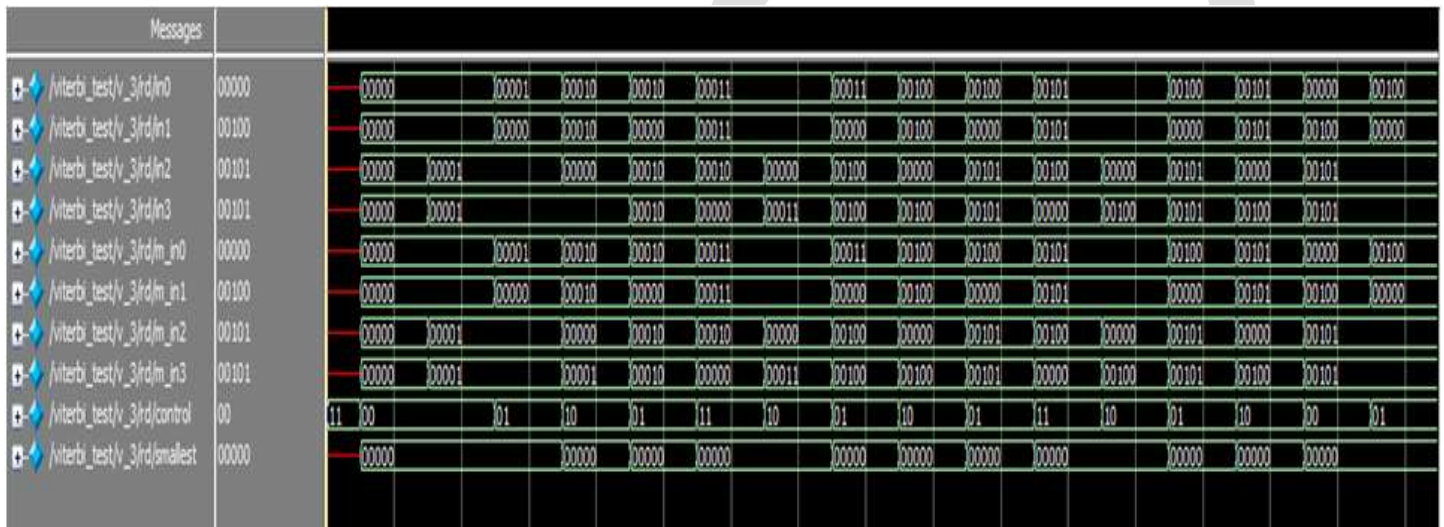 Messages
/viterbi_test/v_3/rd/in0 00000 00000 00001 00010 00010 00011 00011 00100 00100 00101 00100 00101 00000 00100
/viterbi_test/v_3/rd/in1 00100 00000 00000 00010 00000 00011 00000 00100 00000 00101 00000 00101 00100 00000
/viterbi_test/v_3/rd/in2 00101 00000 00001 00000 00010 00010 00000 00100 00000 00101 00100 00000 00101 00000 00101
/viterbi_test/v_3/rd/in3 00101 00000 00001 00010 00000 00011 00100 00100 00101 00000 00100 00101 00100 00101
/viterbi_test/v_3/rd/m_in0 00000 00000 00001 00010 00010 00011 00011 00100 00100 00101 00100 00101 00000 00100
/viterbi_test/v_3/rd/m_in1 00100 00000 00000 00010 00000 00011 00000 00100 00000 00101 00000 00101 00100 00000
/viterbi_test/v_3/rd/m_in2 00101 00000 00001 00000 00010 00010 00000 00100 00000 00101 00100 00000 00101 00000 00101
/viterbi_test/v_3/rd/m_in3 00101 00000 00001 00001 00010 00000 00011 00100 00100 00101 00000 00100 00101 00100 00101
/viterbi_test/v_3/rd/control 00 11 00 01 10 01 11 10 01 10 01 11 10 01 10 00 01
/viterbi_test/v_3/rd/smallest 00000 00000 00000 00000 00000 00000 00000 00000 00000 00000 00000 00000